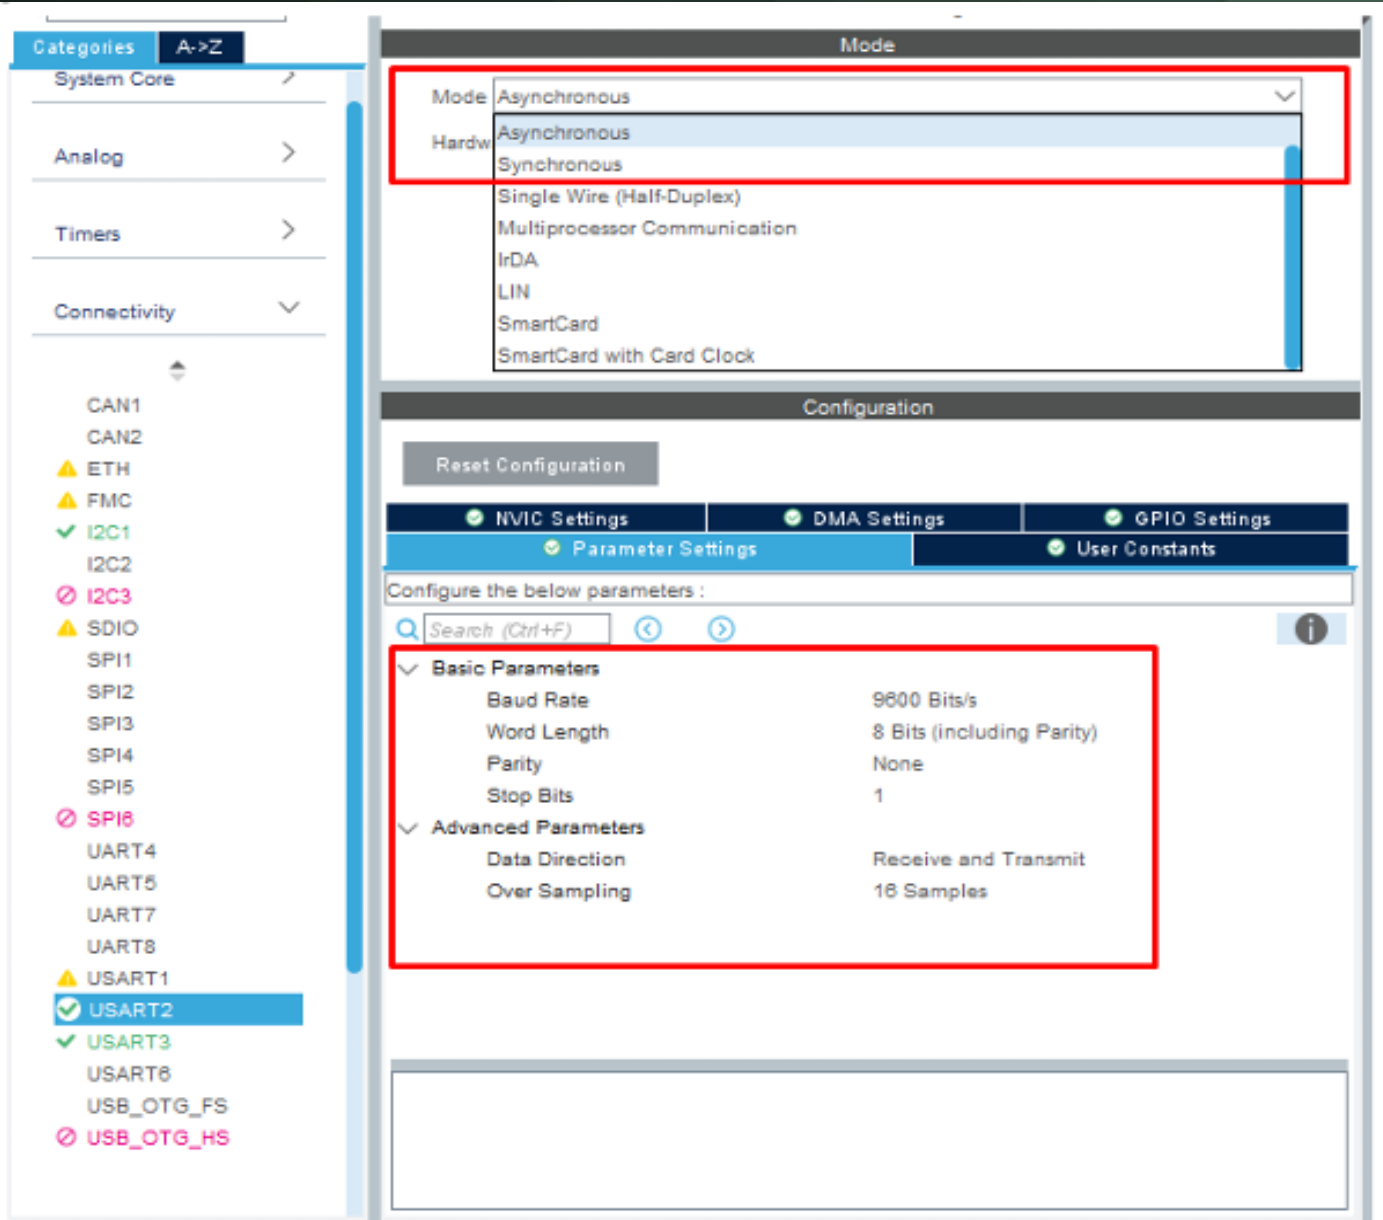 Categories A->Z
System Core
Analog
Timers
Connectivity
CAN1
CAN2
ETH
FMC
I2C1
I2C2
I2C3
SDIO
SPI1
SPI2
SPI3
SPI4
SPI5
SPI6
UART4
UART5
UART7
UART8
USART1
USART2
USART3
USART6
USB_OTG_FS
USB_OTG_HS
Mode
Mode Asynchronous
Hardw
Asynchronous
Synchronous
Single Wire (Half-Duplex)
Multiprocessor Communication
IrDA
LIN
SmartCard
SmartCard with Card Clock
Configuration
Reset Configuration
NVIC Settings DMA Settings GPIO Settings
Parameter Settings User Constants
Configure the below parameters :
Search (Ctrl+F)
Basic Parameters
Baud Rate 9600 Bits/s
Word Length 8 Bits (including Parity)
Parity None
Stop Bits 1
Advanced Parameters
Data Direction Receive and Transmit
Over Sampling 16 Samples